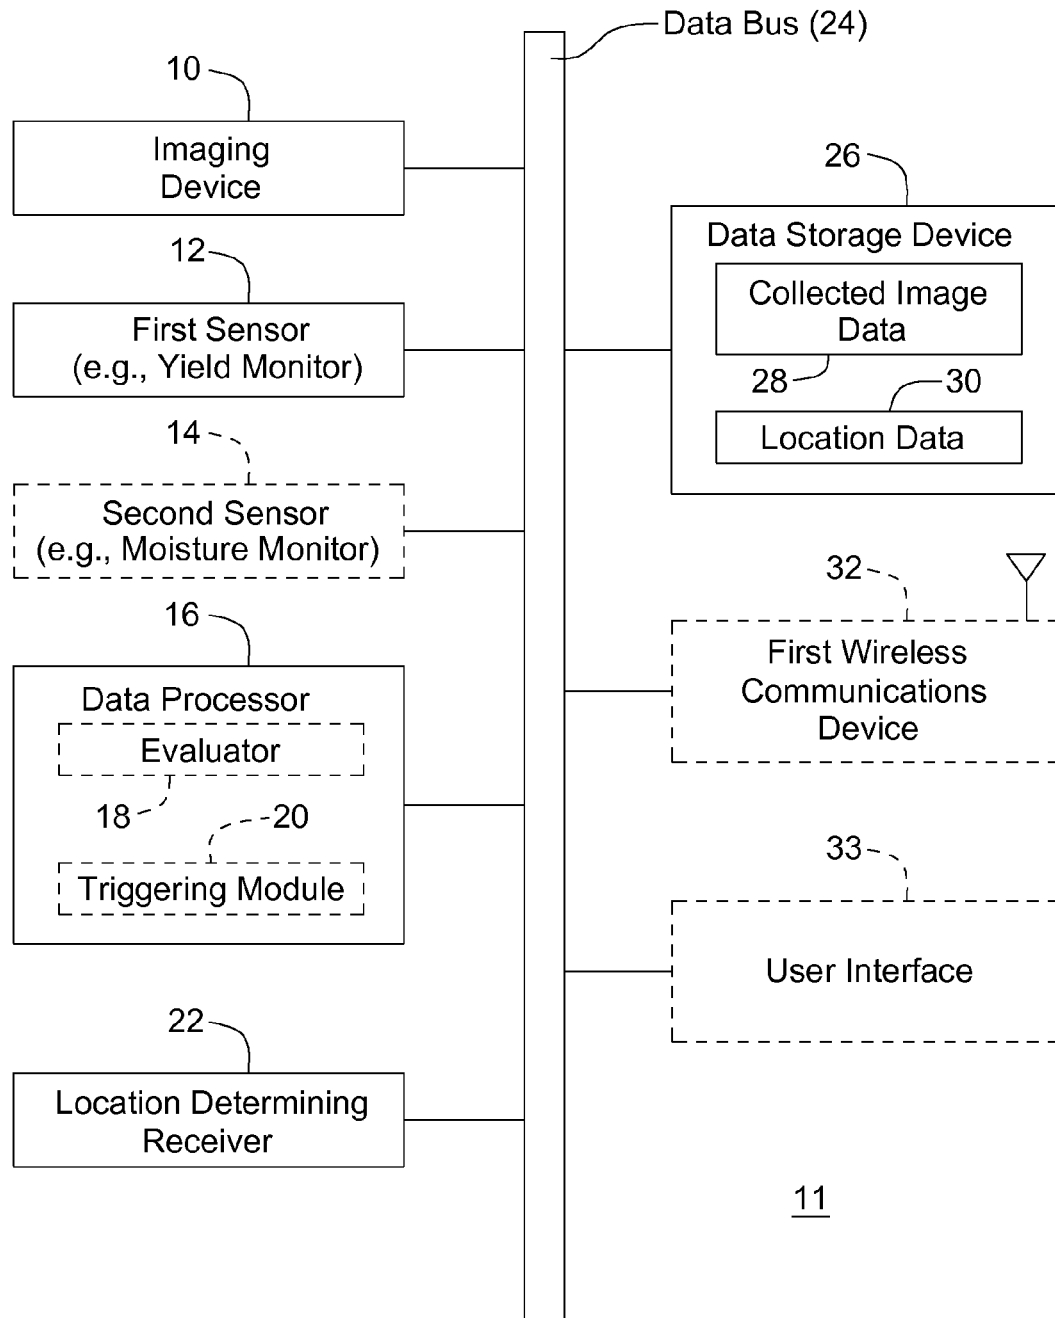 Data Bus (24)
10
Imaging
Device
12
First Sensor
(e.g., Yield Monitor)
14
Second Sensor
(e.g., Moisture Monitor)
16
Data Processor
Evaluator
18
20
Triggering Module
22
Location Determining
Receiver
26
Data Storage Device
Collected Image
Data
28
30
Location Data
32
First Wireless
Communications
Device
33
User Interface
11